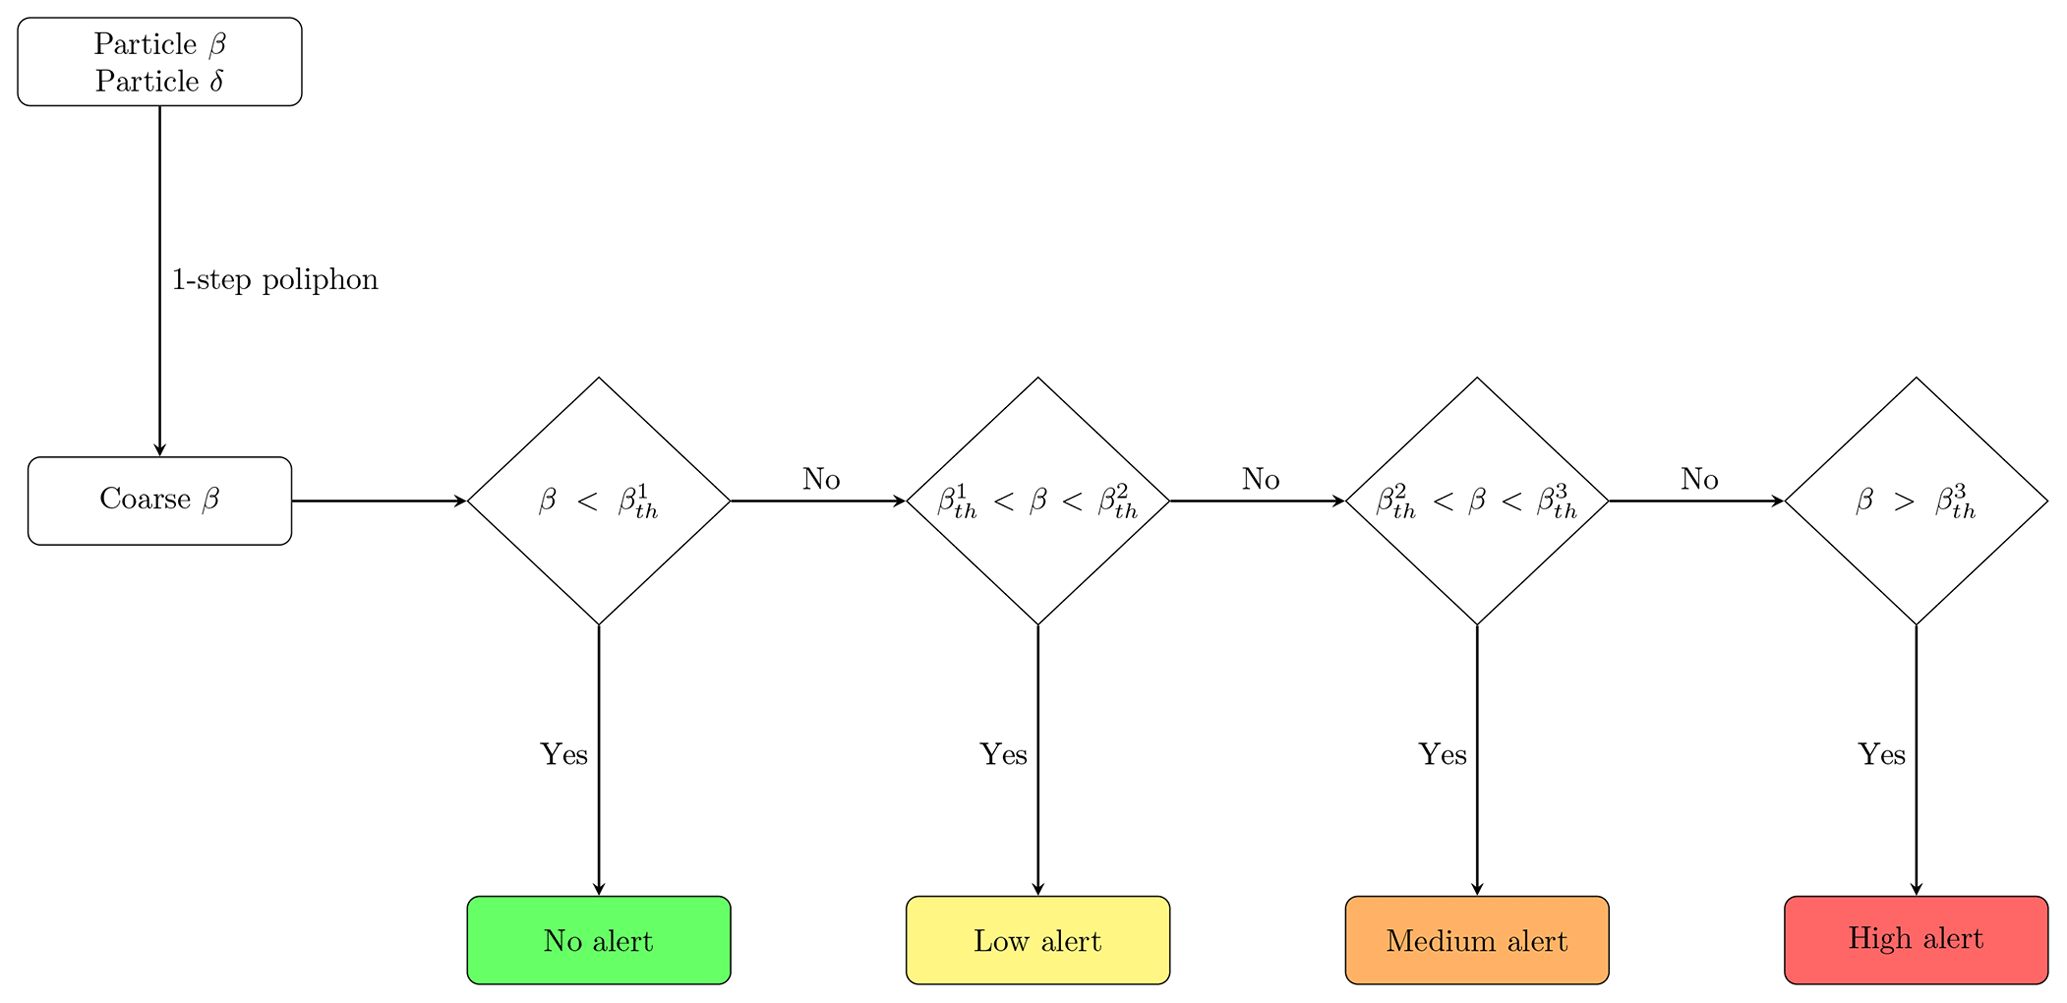 Particle β
Particle δ
1-step poliphon
Coarse β
β < β¹ₜₕ
No
β¹ₜₕ < β < β²ₜₕ
No
β²ₜₕ < β < β³ₜₕ
No
β > β³ₜₕ
Yes
Yes
Yes
Yes
No alert
Low alert
Medium alert
High alert